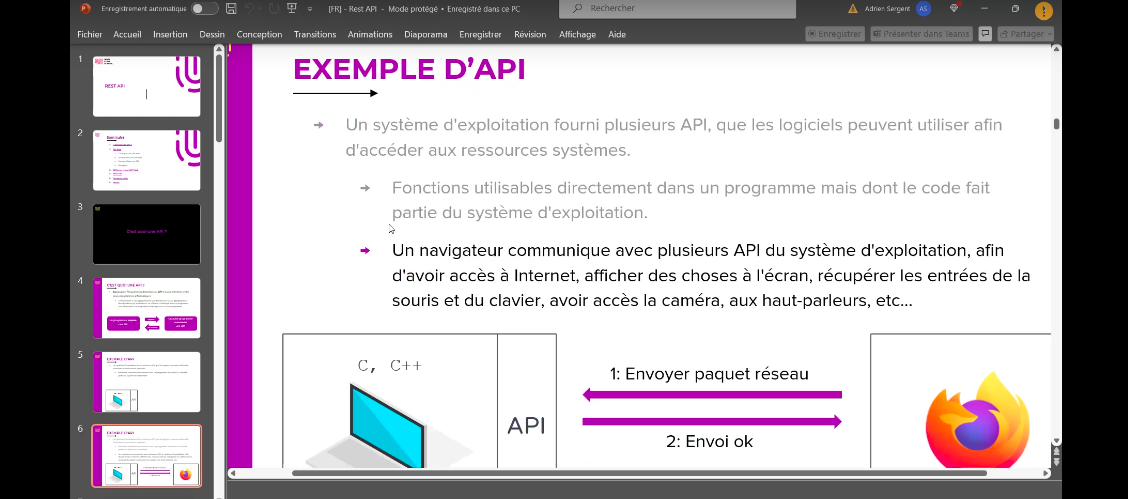 Enregistrement automatique
[FR] - Rest API - Mode protégé • Enregistré dans ce PC
Rechercher
Adrien Sergent
AS
Fichier Accueil Insertion Dessin Conception Transitions Animations Diaporama Enregistrer Révision Affichage Aide
Enregistrer
Présenter dans Teams
Partager
1
REST API
2
Sommaire
3
C'est quoi une API ?
4
C'EST QUOI UNE API ?
5
EXEMPLE D'API
6
EXEMPLE D'API
EXEMPLE D'API
Un système d'exploitation fourni plusieurs API, que les logiciels peuvent utiliser afin
d'accéder aux ressources systèmes.
Fonctions utilisables directement dans un programme mais dont le code fait
partie du système d'exploitation.
Un navigateur communique avec plusieurs API du système d'exploitation, afin
d'avoir accès à Internet, afficher des choses à l'écran, récupérer les entrées de la
souris et du clavier, avoir accès la caméra, aux haut-parleurs, etc...
C, C++
API
1: Envoyer paquet réseau
2: Envoi ok